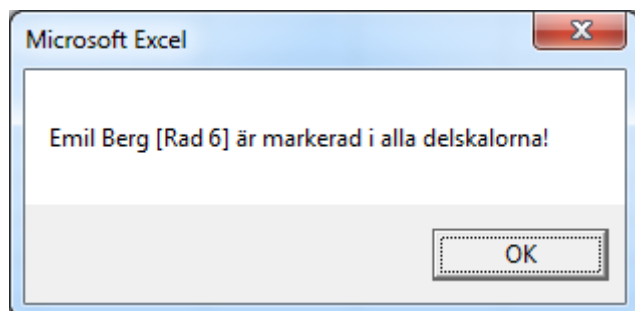 Microsoft Excel
Emil Berg [Rad 6] är markerad i alla delskalorna!
OK